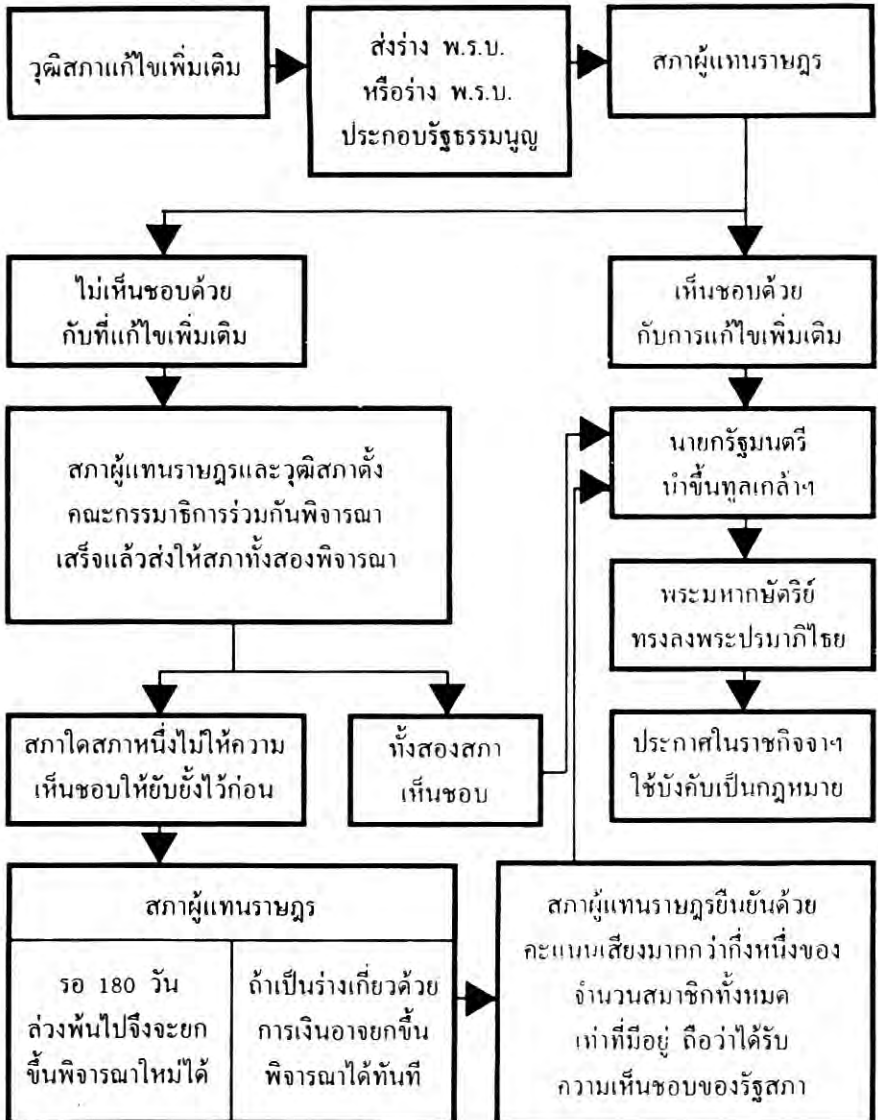 วุฒิสภาแก้ไขเพิ่มเติม
ส่งร่าง พ.ร.บ.
หรือร่าง พ.ร.บ.
ประกอบรัฐธรรมนูญ
สภาผู้แทนราษฎร
ไม่เห็นชอบด้วย
กับที่แก้ไขเพิ่มเติม
เห็นชอบด้วย
กับการแก้ไขเพิ่มเติม
สภาผู้แทนราษฎรและวุฒิสภาตั้ง
คณะกรรมาธิการร่วมกันพิจารณา
เสร็จแล้วส่งให้สภาทั้งสองพิจารณา
นายกรัฐมนตรี
นำขึ้นทูลเกล้าฯ
พระมหากษัตริย์
ทรงลงพระปรมาภิไธย
สภาใดสภาหนึ่งไม่ให้ความ
เห็นชอบให้ยับยั้งไว้ก่อน
ทั้งสองสภา
เห็นชอบ
ประกาศในราชกิจจาฯ
ใช้บังคับเป็นกฎหมาย
สภาผู้แทนราษฎร
รอ 180 วัน
ล่วงพ้นไปจึงจะยก
ขึ้นพิจารณาใหม่ได้
ถ้าเป็นร่างเกี่ยวด้วย
การเงินอาจยกขึ้น
พิจารณาได้ทันที
สภาผู้แทนราษฎรยืนยันด้วย
คะแนนเสียงมากกว่ากึ่งหนึ่งของ
จำนวนสมาชิกทั้งหมด
เท่าที่มีอยู่ ถือว่าได้รับ
ความเห็นชอบของรัฐสภา